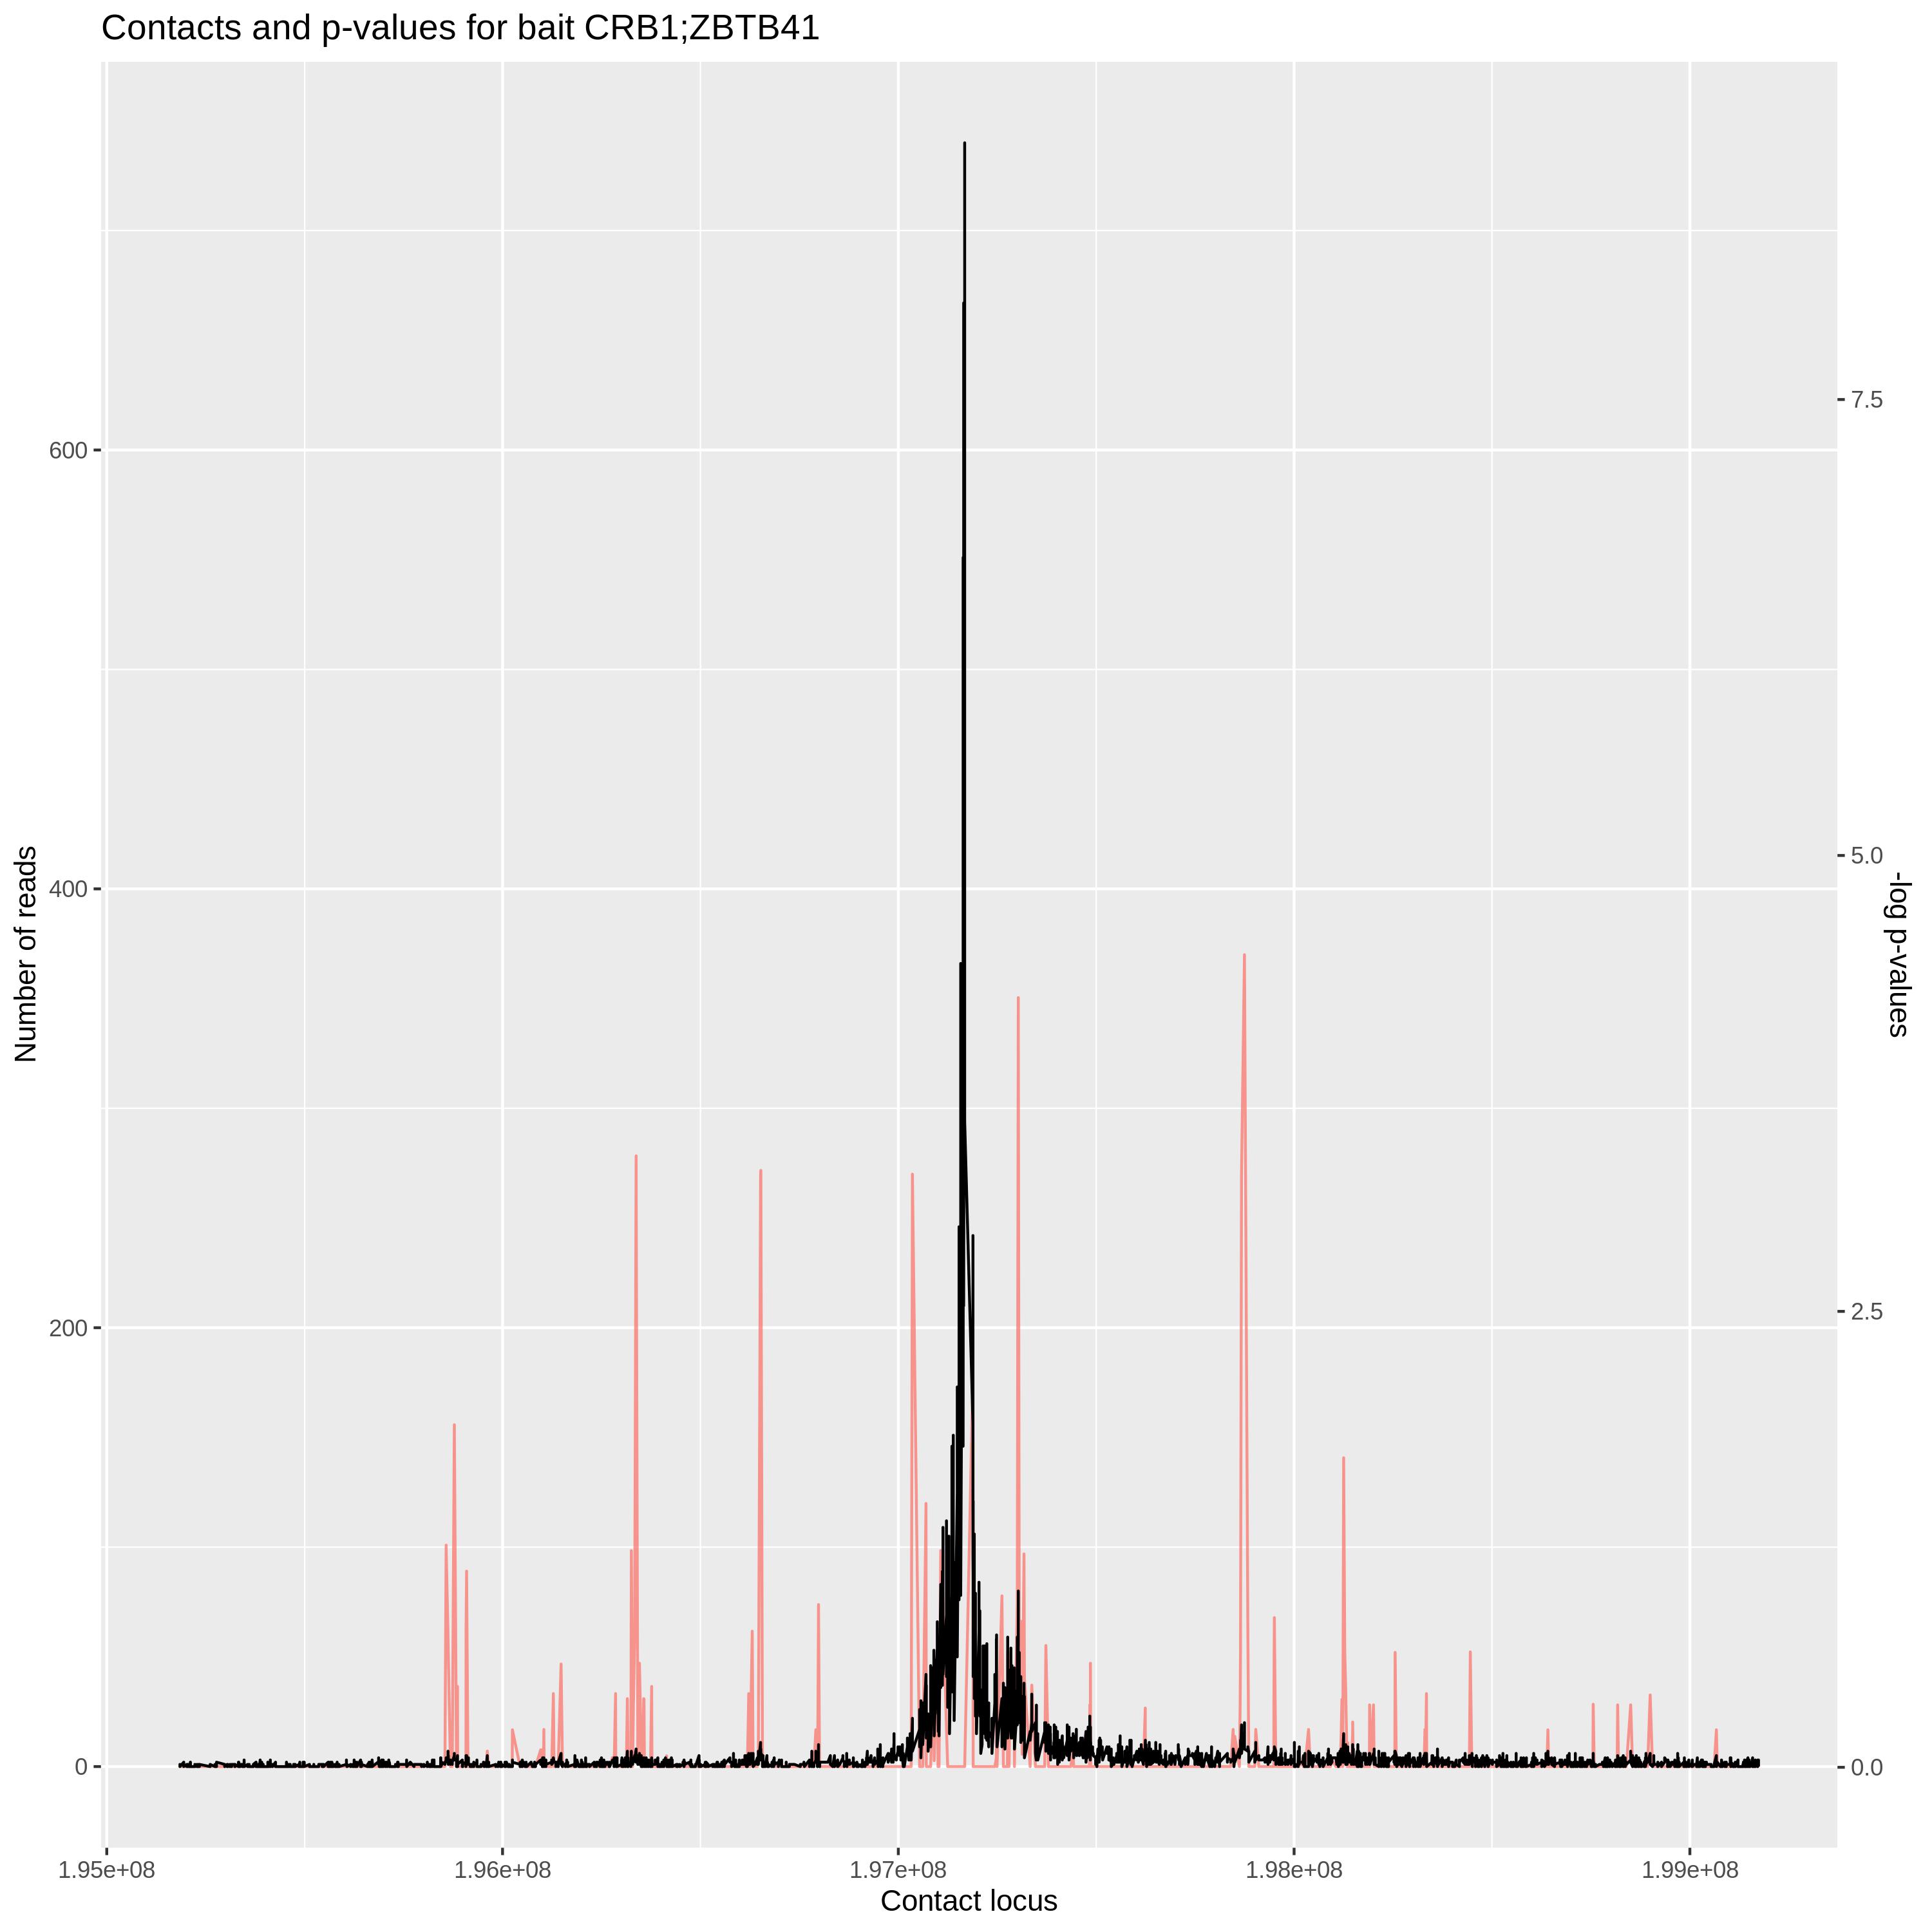 Contacts and p-values for bait CRB1;ZBTB41
Number of reads
600
400
200
0
7.5
5.0
2.5
0.0
-log p-values
1.95e+08 1.96e+08 1.97e+08 1.98e+08 1.99e+08
Contact locus